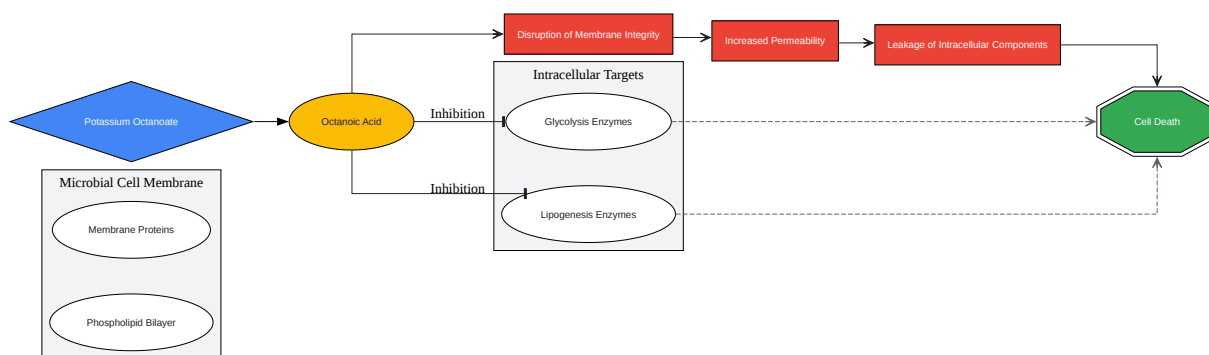 Disruption of Membrane Integrity
Increased Permeability
Leakage of Intracellular Components
Intracellular Targets
Potassium Octanoate
Octanoic Acid
Inhibition
Glycolysis Enzymes
Cell Death
Microbial Cell Membrane
Inhibition
Lipogenesis Enzymes
Membrane Proteins
Phospholipid Bilayer